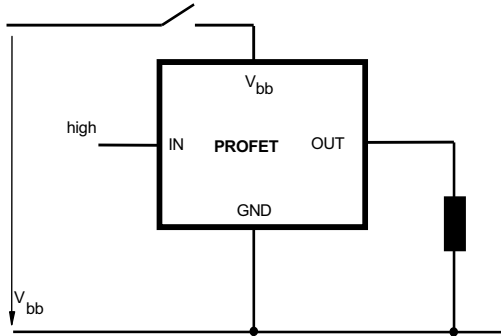 V_bb
high
IN PROFET OUT
GND
V_bb